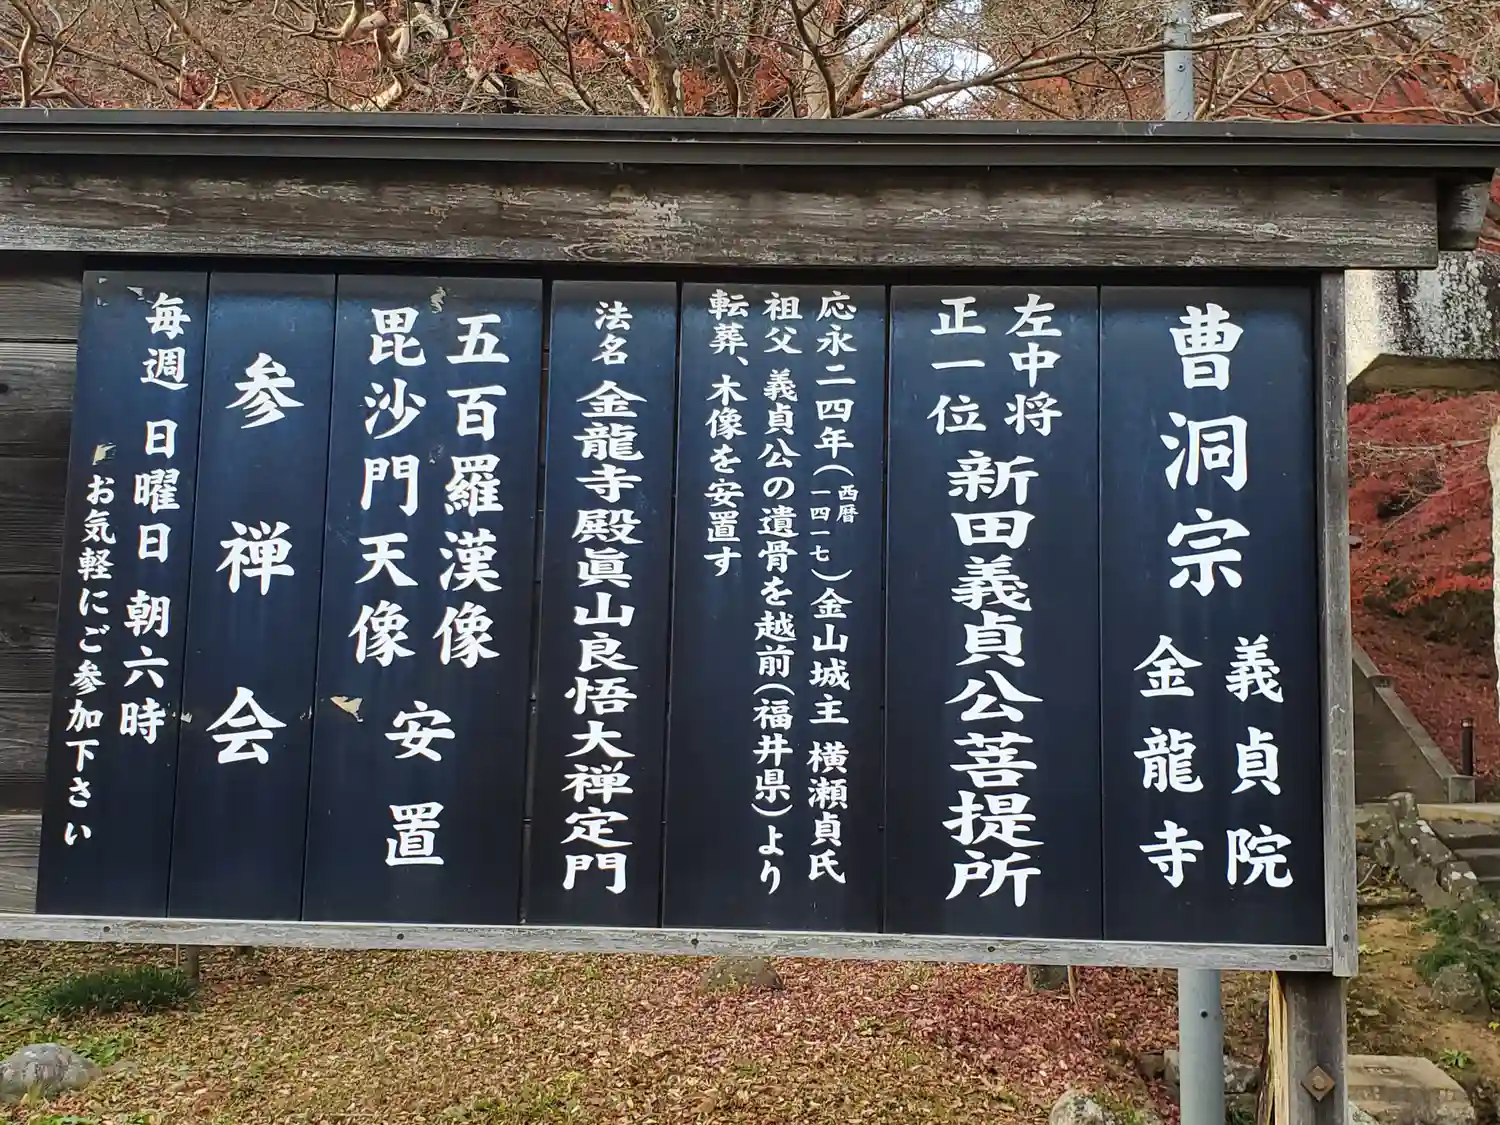 曹洞宗
義貞院
金龍寺
左中将
正一位
新田義貞公菩提所
応永二四年(西暦一四一七)金山城主 横瀬貞氏
祖父 義貞公の遺骨を越前(福井県)より
転葬、木像を安置す
法名 金龍寺殿眞山良悟大禅定門
五百羅漢像
毘沙門天像
安置
参禅会
毎週 日曜日 朝六時
お気軽にご参加下さい